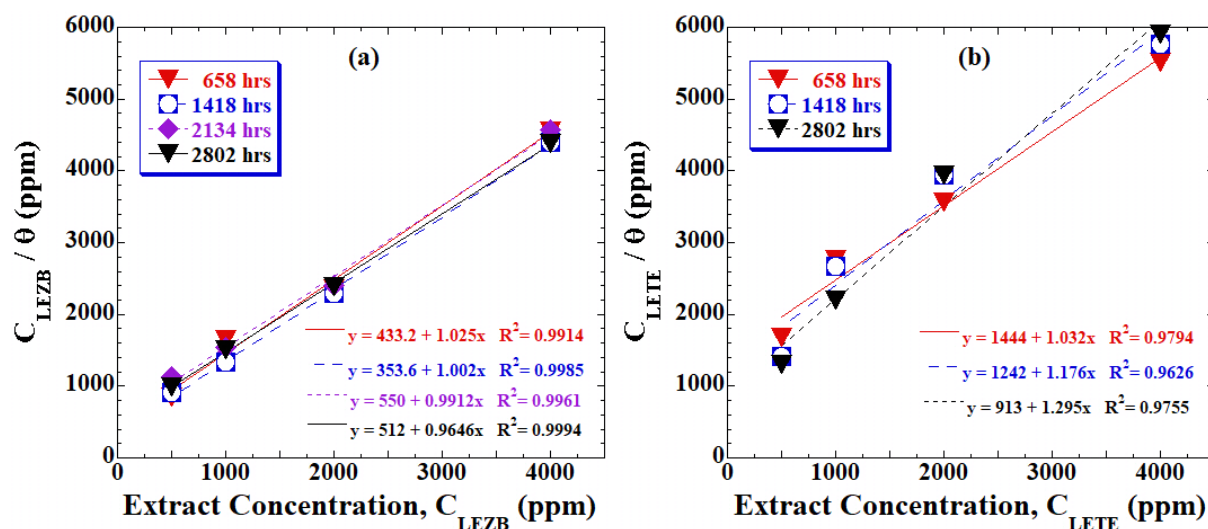 (a)
658 hrs
1418 hrs
2134 hrs
2802 hrs
6000
5000
4000
3000
2000
1000
0
C_LEZB / θ (ppm)
y = 433.2 + 1.025x R² = 0.9914
y = 353.6 + 1.002x R² = 0.9985
y = 550 + 0.9912x R² = 0.9961
y = 512 + 0.9646x R² = 0.9994
0 1000 2000 3000 4000
Extract Concentration, C_LEZB (ppm)
(b)
658 hrs
1418 hrs
2802 hrs
6000
5000
4000
3000
2000
1000
0
C_LETE / θ (ppm)
y = 1444 + 1.032x R² = 0.9794
y = 1242 + 1.176x R² = 0.9626
y = 913 + 1.295x R² = 0.9755
0 1000 2000 3000 4000
Extract Concentration, C_LETE (ppm)